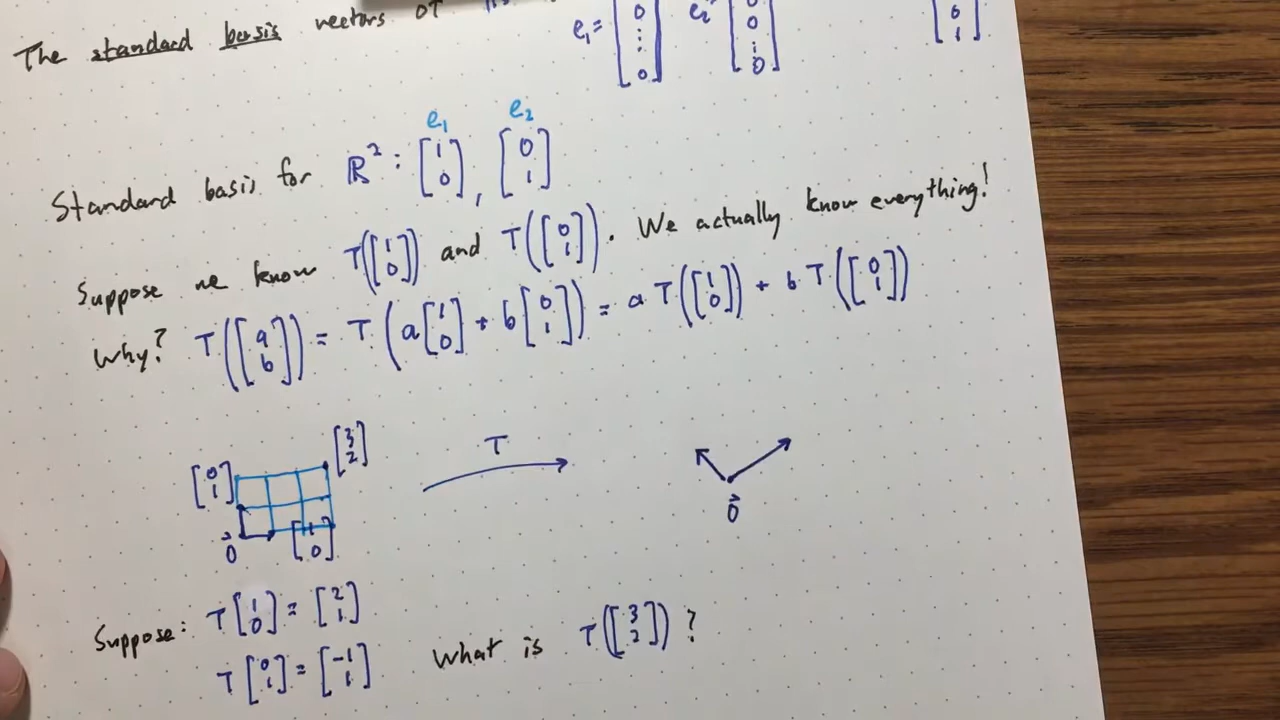 The standard basis vectors of
e₁ = [0 ⋮ 0] e₂ [0 0 ⋮ 0] [0 1]
e₁ e₂
Standard basis for ℝ²: [1 0], [0 1]
Suppose we know T([1 0]) and T([0 1]). We actually know everything!
Why? T([a b]) = T(a[1 0] + b[0 1]) = a T([1 0]) + b T([0 1])
[0 1] [3 2] T
0⃗ [1 0] 0⃗
Suppose: T[1 0] = [2 1]
T[0 1] = [-1 1] What is T([3 2])?